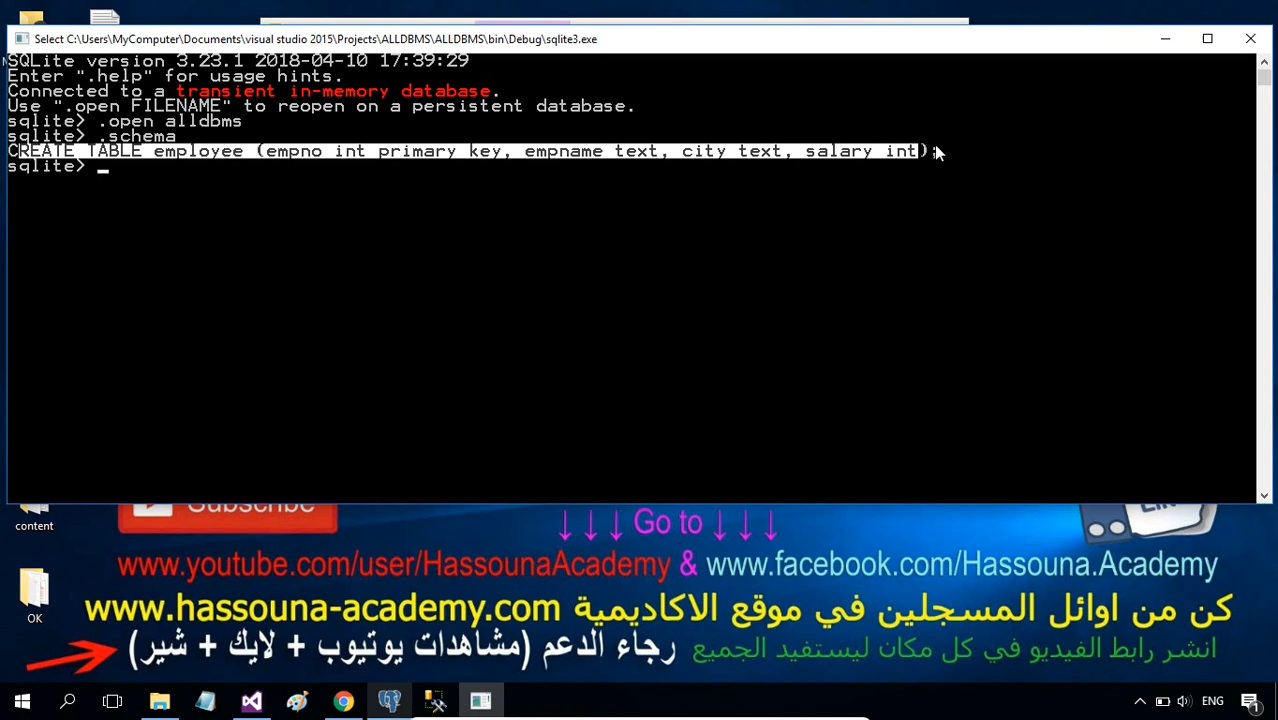 Select C:\Users\MyComputer\Documents\visual studio 2015\Projects\ALLDBMS\ALLDBMS\bin\Debug\sqlite3.exe
SQLite version 3.23.1 2018-04-10 17:39:29
Enter ".help" for usage hints.
Connected to a transient in-memory database.
Use ".open FILENAME" to reopen on a persistent database.
sqlite> .open alldbms
sqlite> .schema
CREATE TABLE employee (empno int primary key, empname text, city text, salary int);
sqlite>
Subscribe
content
↓↓↓ Go to ↓↓↓
www.youtube.com/user/HassounaAcademy & www.facebook.com/Hassouna.Academy
OK
كن من اوائل المسجلين في موقع الاكاديمية www.hassouna-academy.com
انشر رابط الفيديو في كل مكان ليستفيد الجميع رجاء الدعم (مشاهدات يوتيوب + لايك + شير)
ENG
1